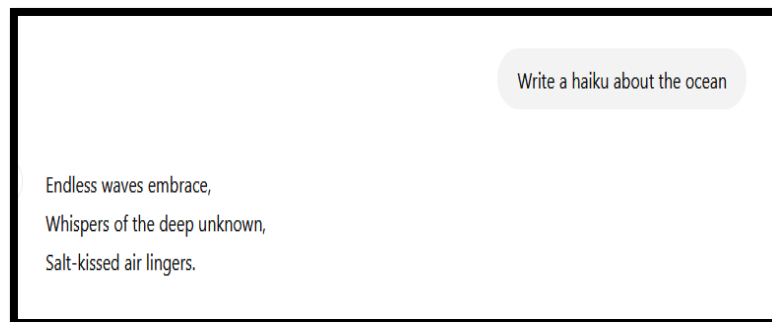 Write a haiku about the ocean
Endless waves embrace,
Whispers of the deep unknown,
Salt-kissed air lingers.